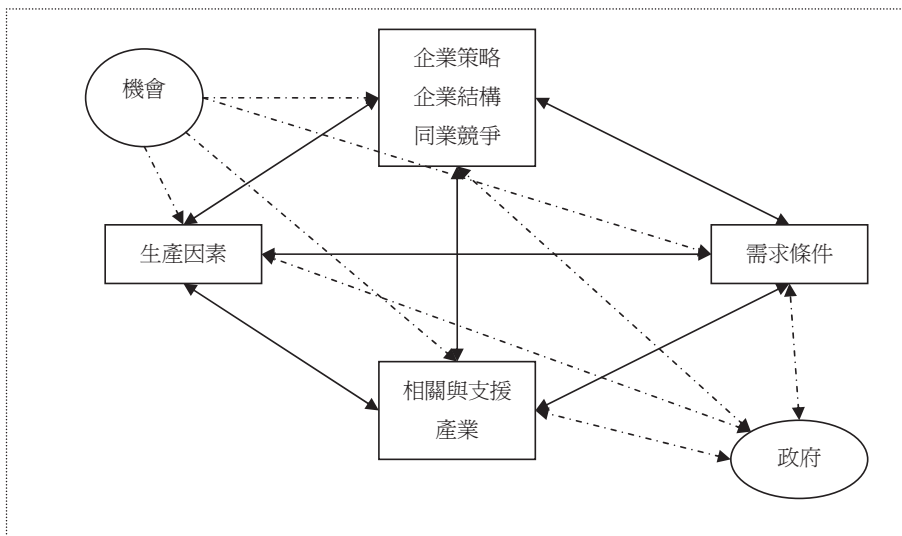 機會
企業策略
企業結構
同業競爭
生產因素
需求條件
相關與支援
產業
政府